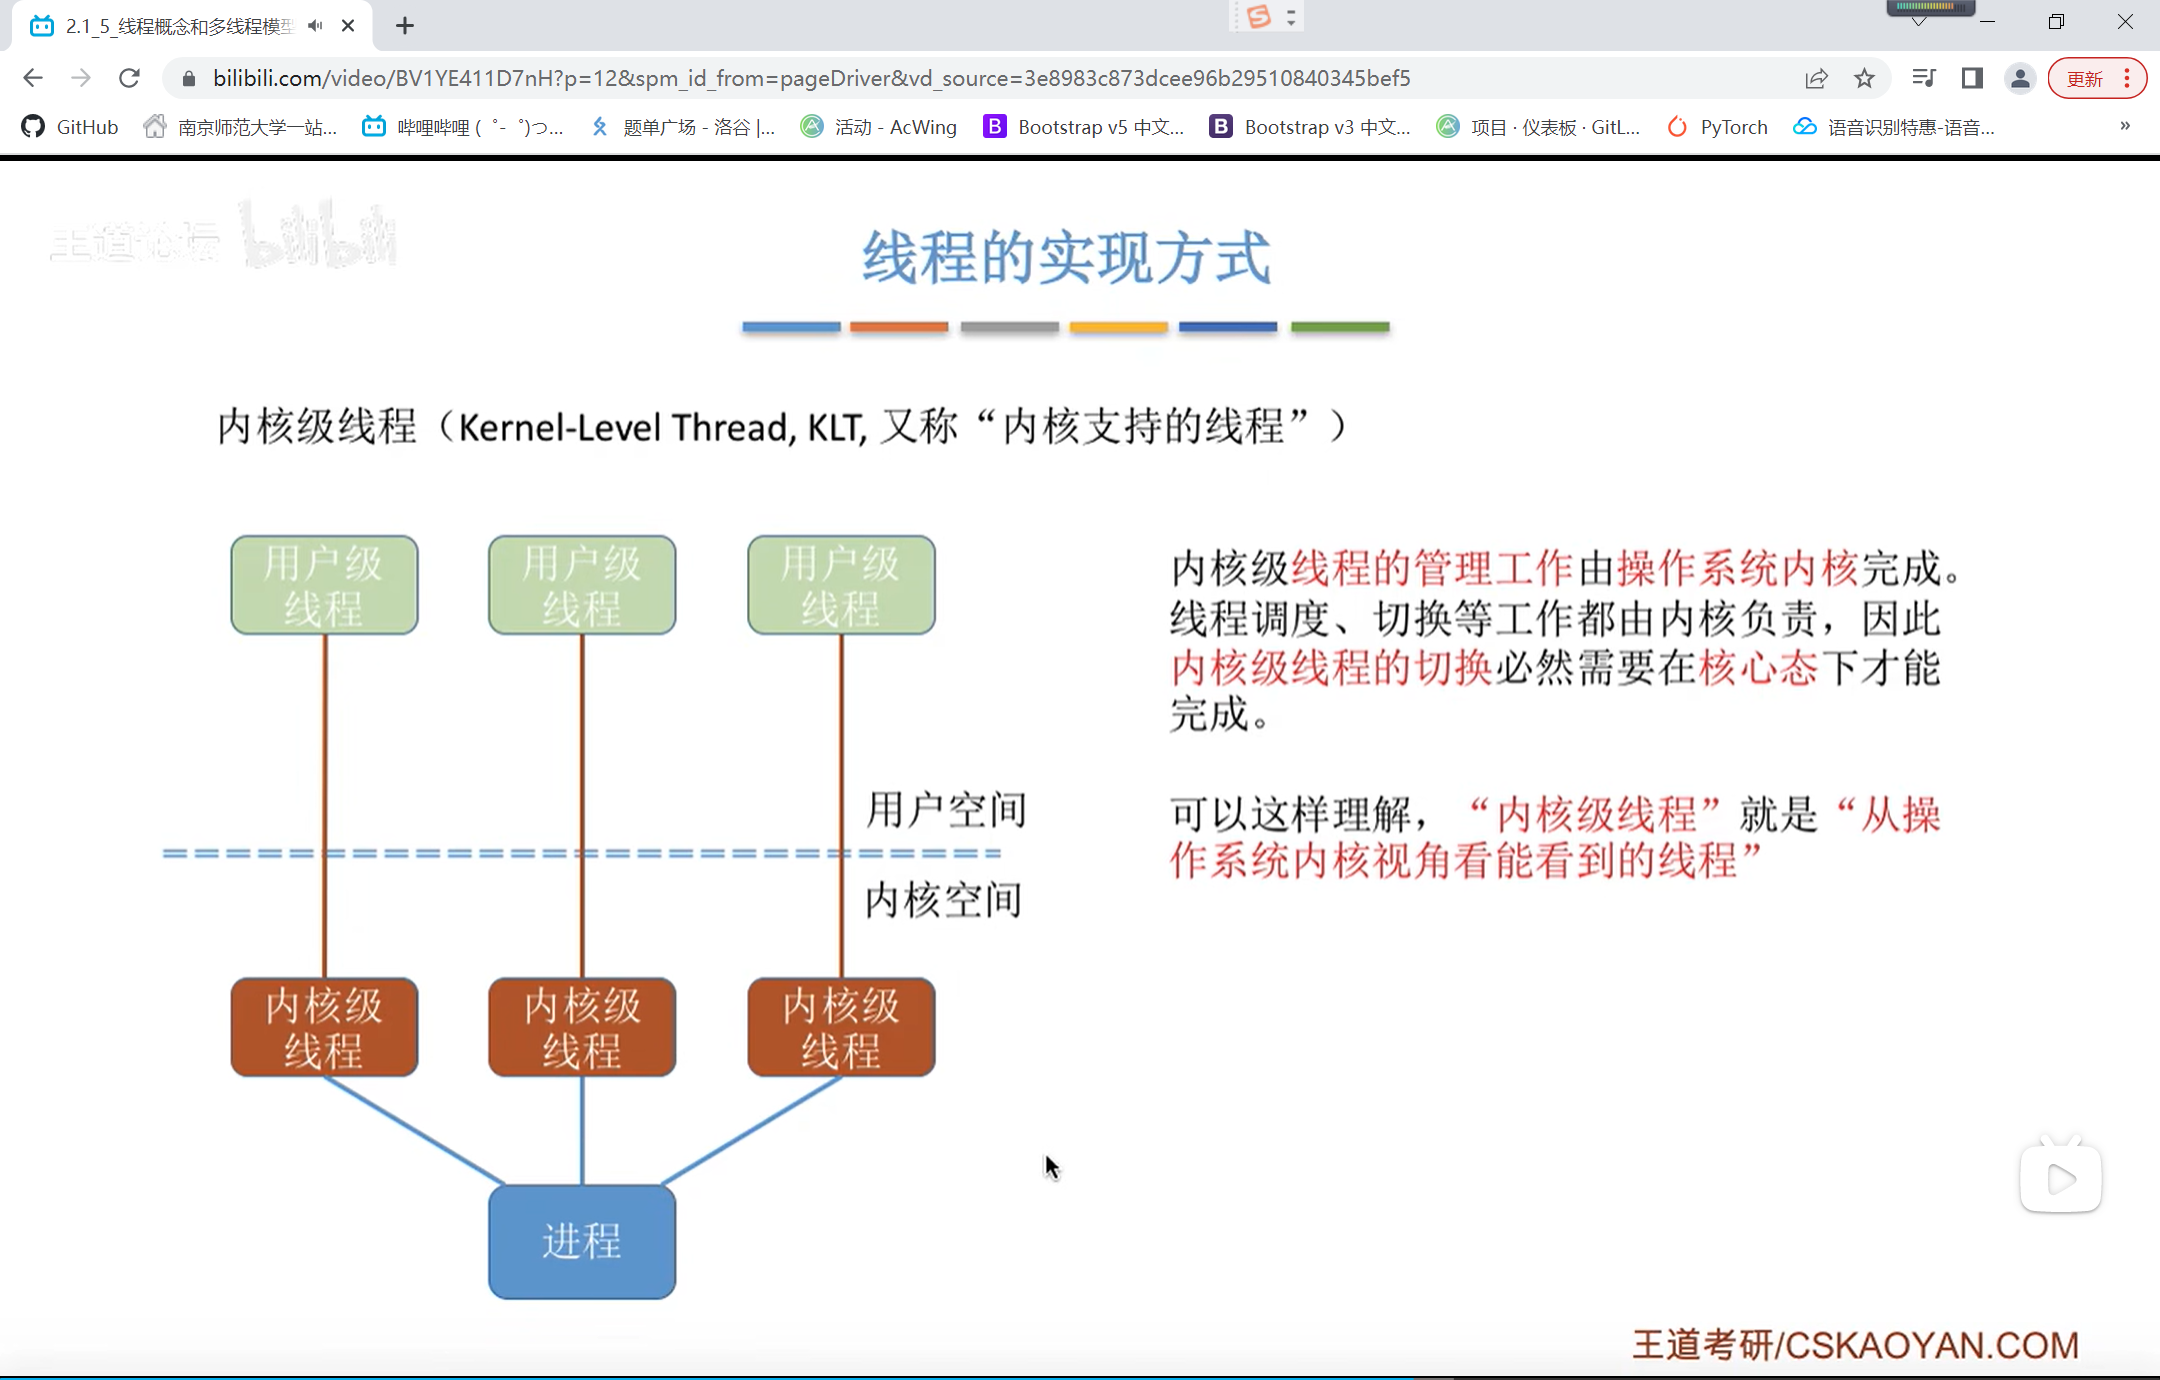 2.1_5_线程概念和多线程模型
bilibili.com/video/BV1YE411D7nH?p=12&spm_id_from=pageDriver&vd_source=3e8983c873dcee96b29510840345bef5
更新
GitHub
南京师范大学一站...
哔哩哔哩 (゜-゜)つ...
题单广场 - 洛谷 |...
活动 - AcWing
Bootstrap v5 中文...
Bootstrap v3 中文...
项目 · 仪表板 · GitL...
PyTorch
语音识别特惠-语音...
王道论坛 bilibili
线程的实现方式
内核级线程（Kernel-Level Thread, KLT, 又称“内核支持的线程”）
用户级
线程
用户级
线程
用户级
线程
用户空间
内核空间
内核级
线程
内核级
线程
内核级
线程
进程
内核级线程的管理工作由操作系统内核完成。
线程调度、切换等工作都由内核负责，因此
内核级线程的切换必然需要在核心态下才能
完成。
可以这样理解，“内核级线程”就是“从操
作系统内核视角看能看到的线程”
王道考研/CSKAOYAN.COM